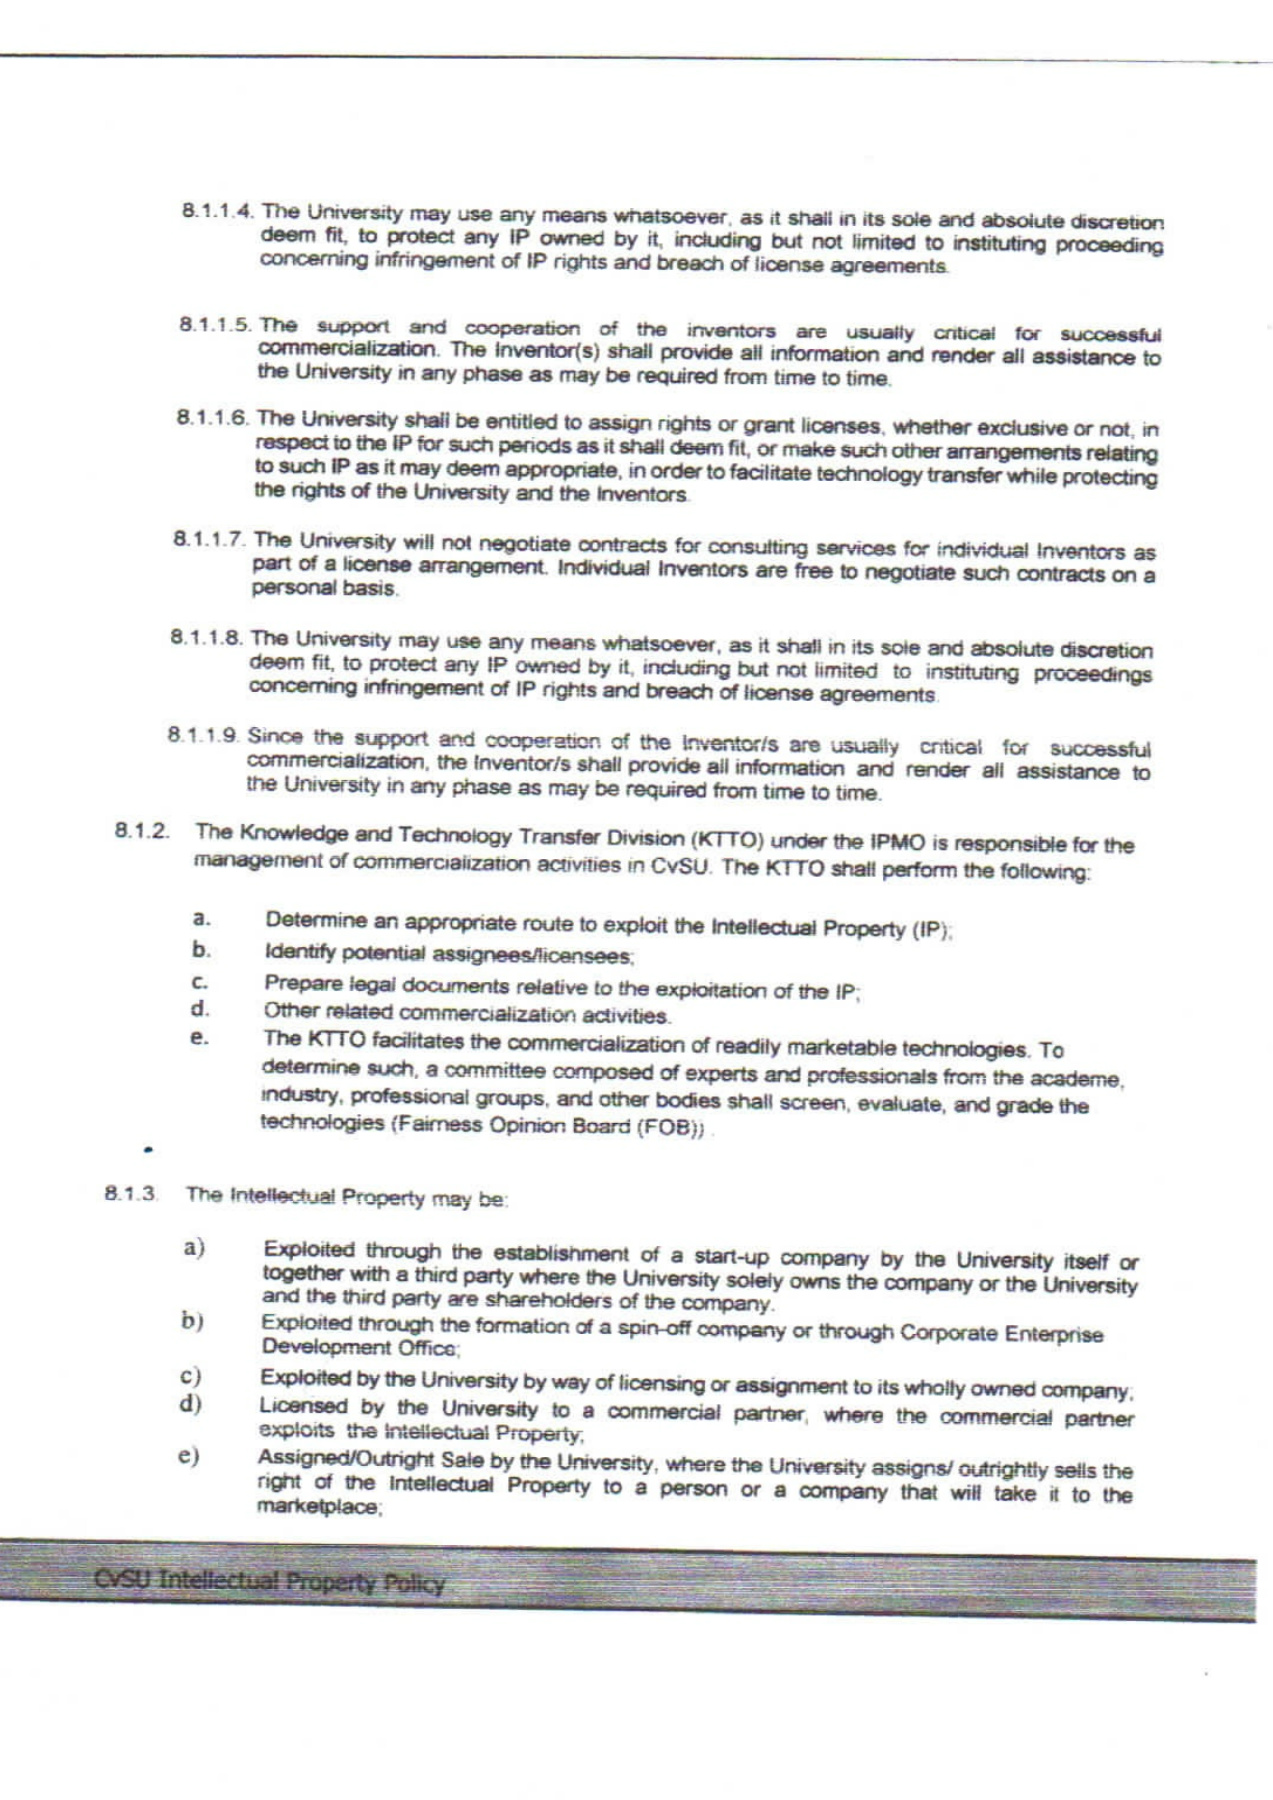 8.1.1.4. The University may use any means whatsoever, as it shall in its sole and absolute discretion
deem fit, to protect any IP owned by it, including but not limited to instituting proceeding
concerning infringement of IP rights and breach of license agreements.
8.1.1.5. The support and cooperation of the inventors are usually critical for successful
commercialization. The Inventor(s) shall provide all information and render all assistance to
the University in any phase as may be required from time to time.
8.1.1.6. The University shall be entitled to assign rights or grant licenses, whether exclusive or not, in
respect to the IP for such periods as it shall deem fit, or make such other arrangements relating
to such IP as it may deem appropriate, in order to facilitate technology transfer while protecting
the rights of the University and the Inventors.
8.1.1.7. The University will not negotiate contracts for consulting services for individual Inventors as
part of a license arrangement. Individual Inventors are free to negotiate such contracts on a
personal basis.
8.1.1.8. The University may use any means whatsoever, as it shall in its sole and absolute discretion
deem fit, to protect any IP owned by it, including but not limited to instituting proceedings
concerning infringement of IP rights and breach of license agreements.
8.1.1.9. Since the support and cooperation of the Inventor/s are usually critical for successful
commercialization, the Inventor/s shall provide all information and render all assistance to
the University in any phase as may be required from time to time.
8.1.2. The Knowledge and Technology Transfer Division (KTTO) under the IPMO is responsible for the
management of commercialization activities in CvSU. The KTTO shall perform the following:
a. Determine an appropriate route to exploit the Intellectual Property (IP);
b. Identify potential assignees/licensees;
c. Prepare legal documents relative to the exploitation of the IP;
d. Other related commercialization activities.
e. The KTTO facilitates the commercialization of readily marketable technologies. To
determine such, a committee composed of experts and professionals from the academe,
industry, professional groups, and other bodies shall screen, evaluate, and grade the
technologies (Fairness Opinion Board (FOB)).
8.1.3. The Intellectual Property may be:
a) Exploited through the establishment of a start-up company by the University itself or
together with a third party where the University solely owns the company or the University
and the third party are shareholders of the company.
b) Exploited through the formation of a spin-off company or through Corporate Enterprise
Development Office;
c) Exploited by the University by way of licensing or assignment to its wholly owned company;
d) Licensed by the University to a commercial partner, where the commercial partner
exploits the Intellectual Property;
e) Assigned/Outright Sale by the University, where the University assigns/ outrightly sells the
right of the Intellectual Property to a person or a company that will take it to the
marketplace;
CvSU Intellectual Property Policy